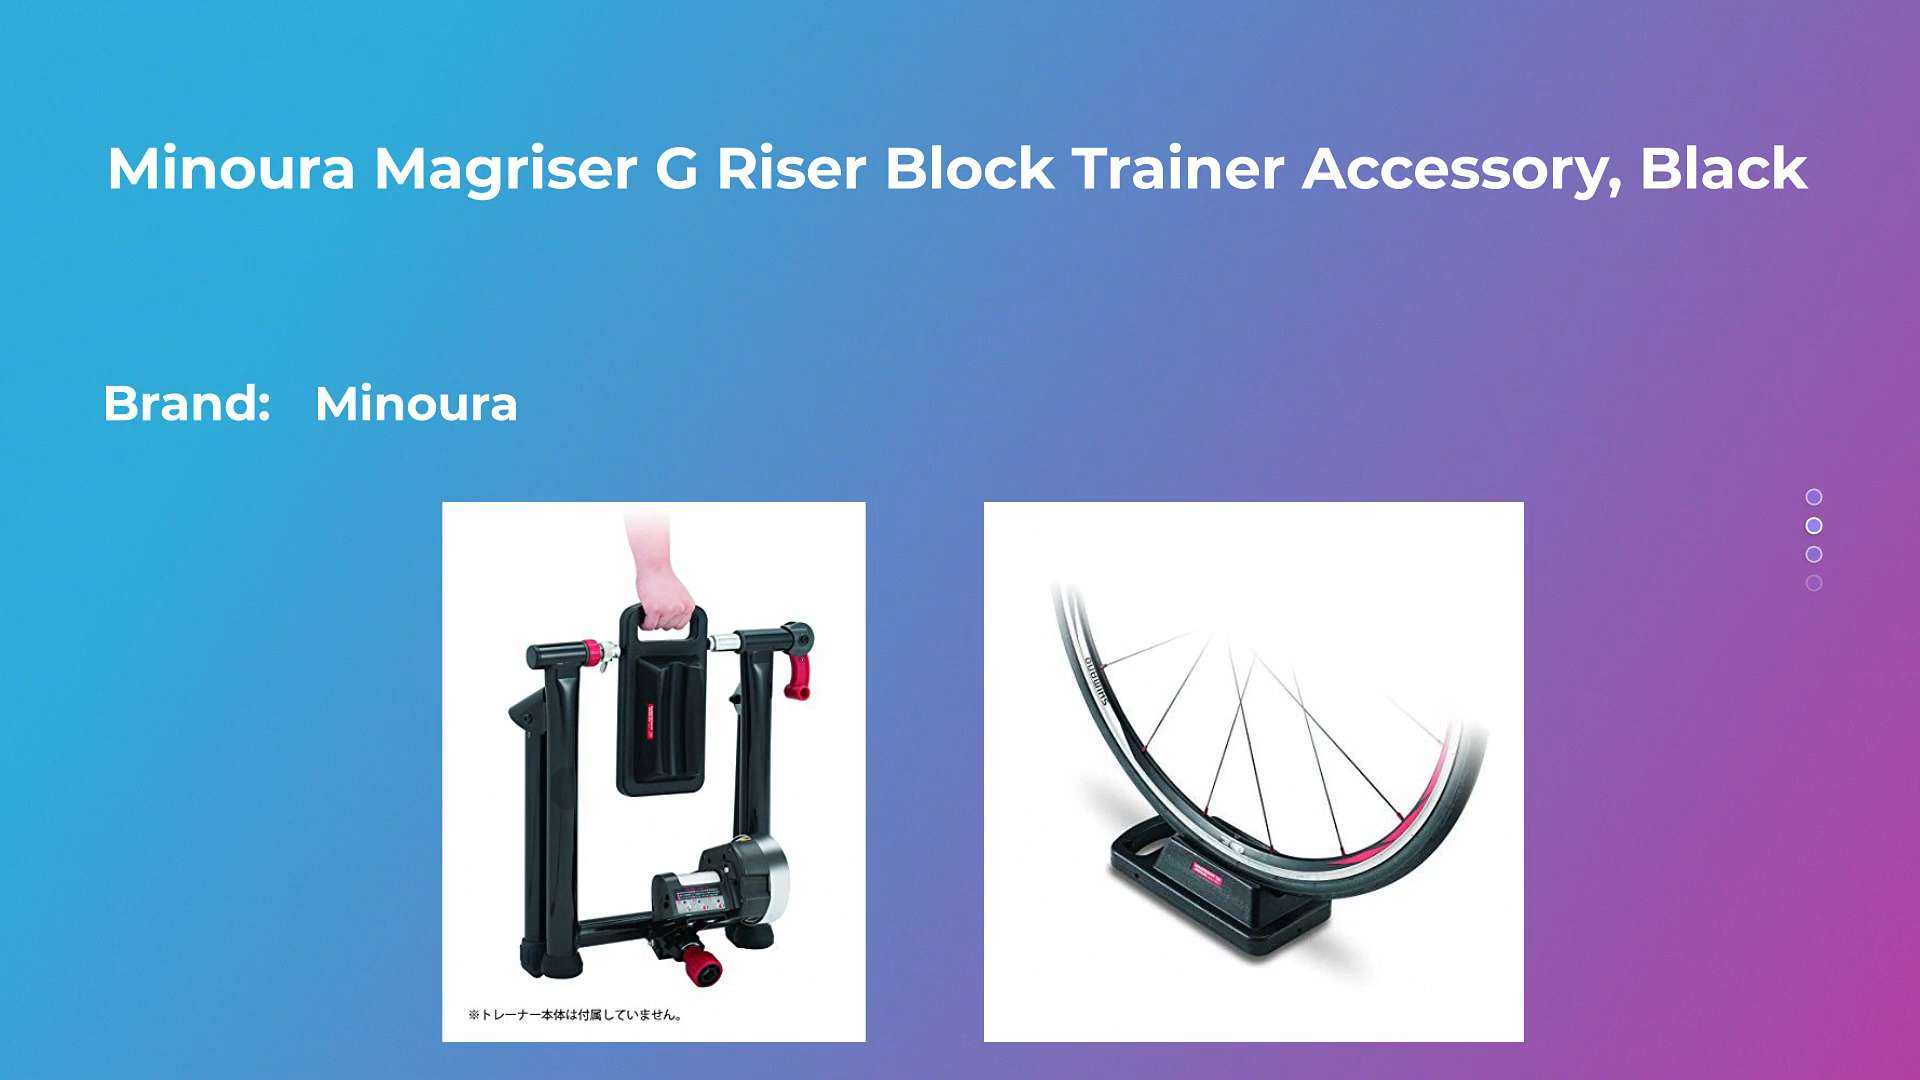 Minoura Magriser G Riser Block Trainer Accessory, Black
Brand: Minoura
※トレーナー本体は付属していません。
SHIMANO